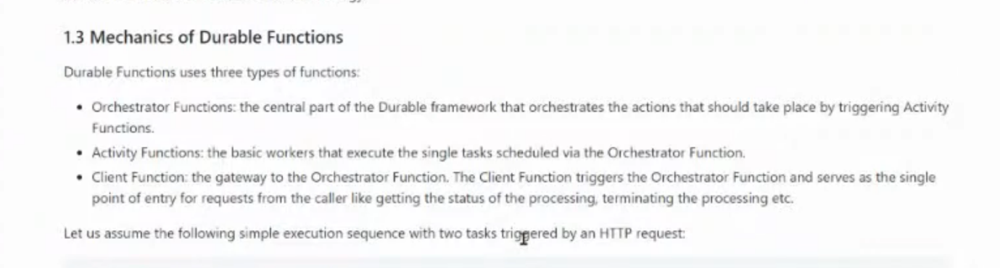 1.3 Mechanics of Durable Functions
Durable Functions uses three types of functions:
• Orchestrator Functions: the central part of the Durable framework that orchestrates the actions that should take place by triggering Activity
Functions.
• Activity Functions: the basic workers that execute the single tasks scheduled via the Orchestrator Function.
• Client Function: the gateway to the Orchestrator Function. The Client Function triggers the Orchestrator Function and serves as the single
point of entry for requests from the caller like getting the status of the processing, terminating the processing etc.
Let us assume the following simple execution sequence with two tasks triggered by an HTTP request: